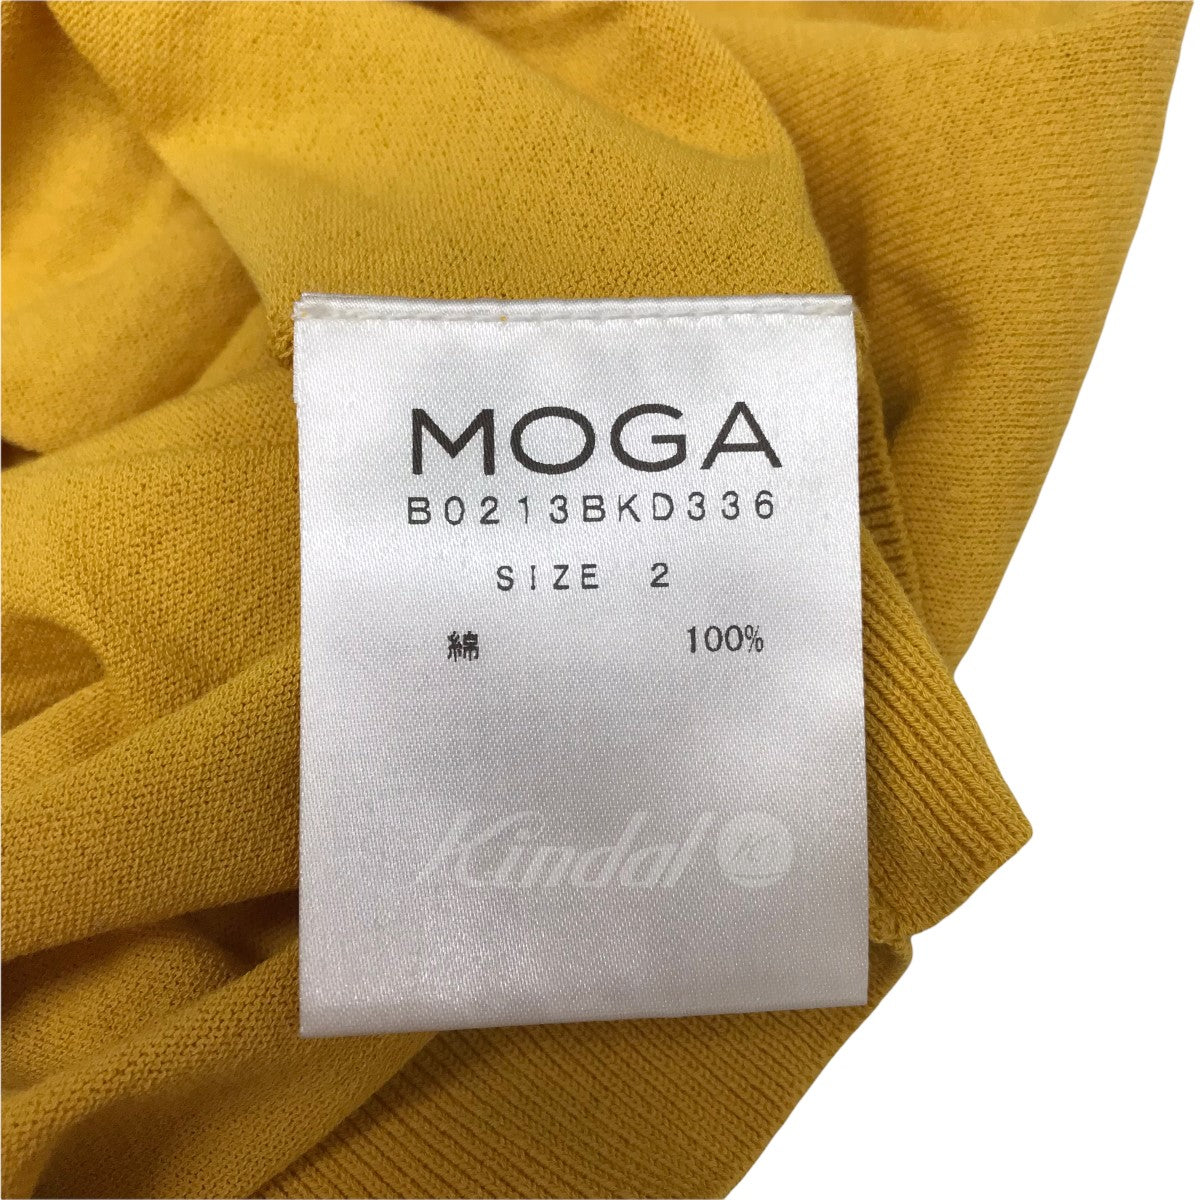 MOGA
B0213BKD336
SIZE 2
綿 100%
Kindal